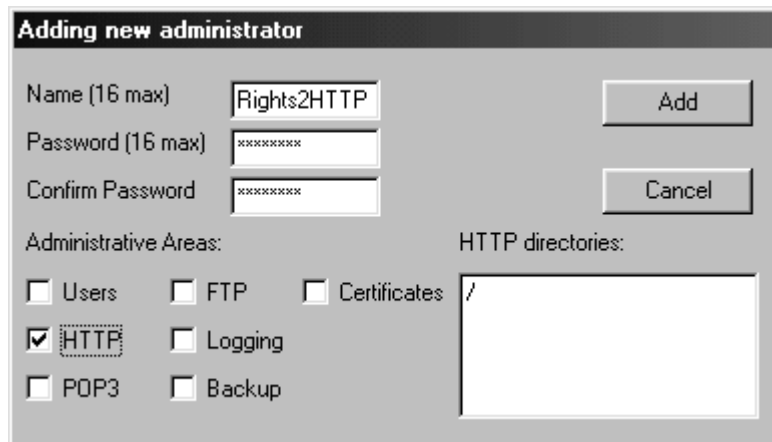 Adding new administrator
Name (16 max) Rights2HTTP Add
Password (16 max) ********
Confirm Password ******** Cancel
Administrative Areas: HTTP directories:
Users FTP Certificates /
HTTP Logging
POP3 Backup